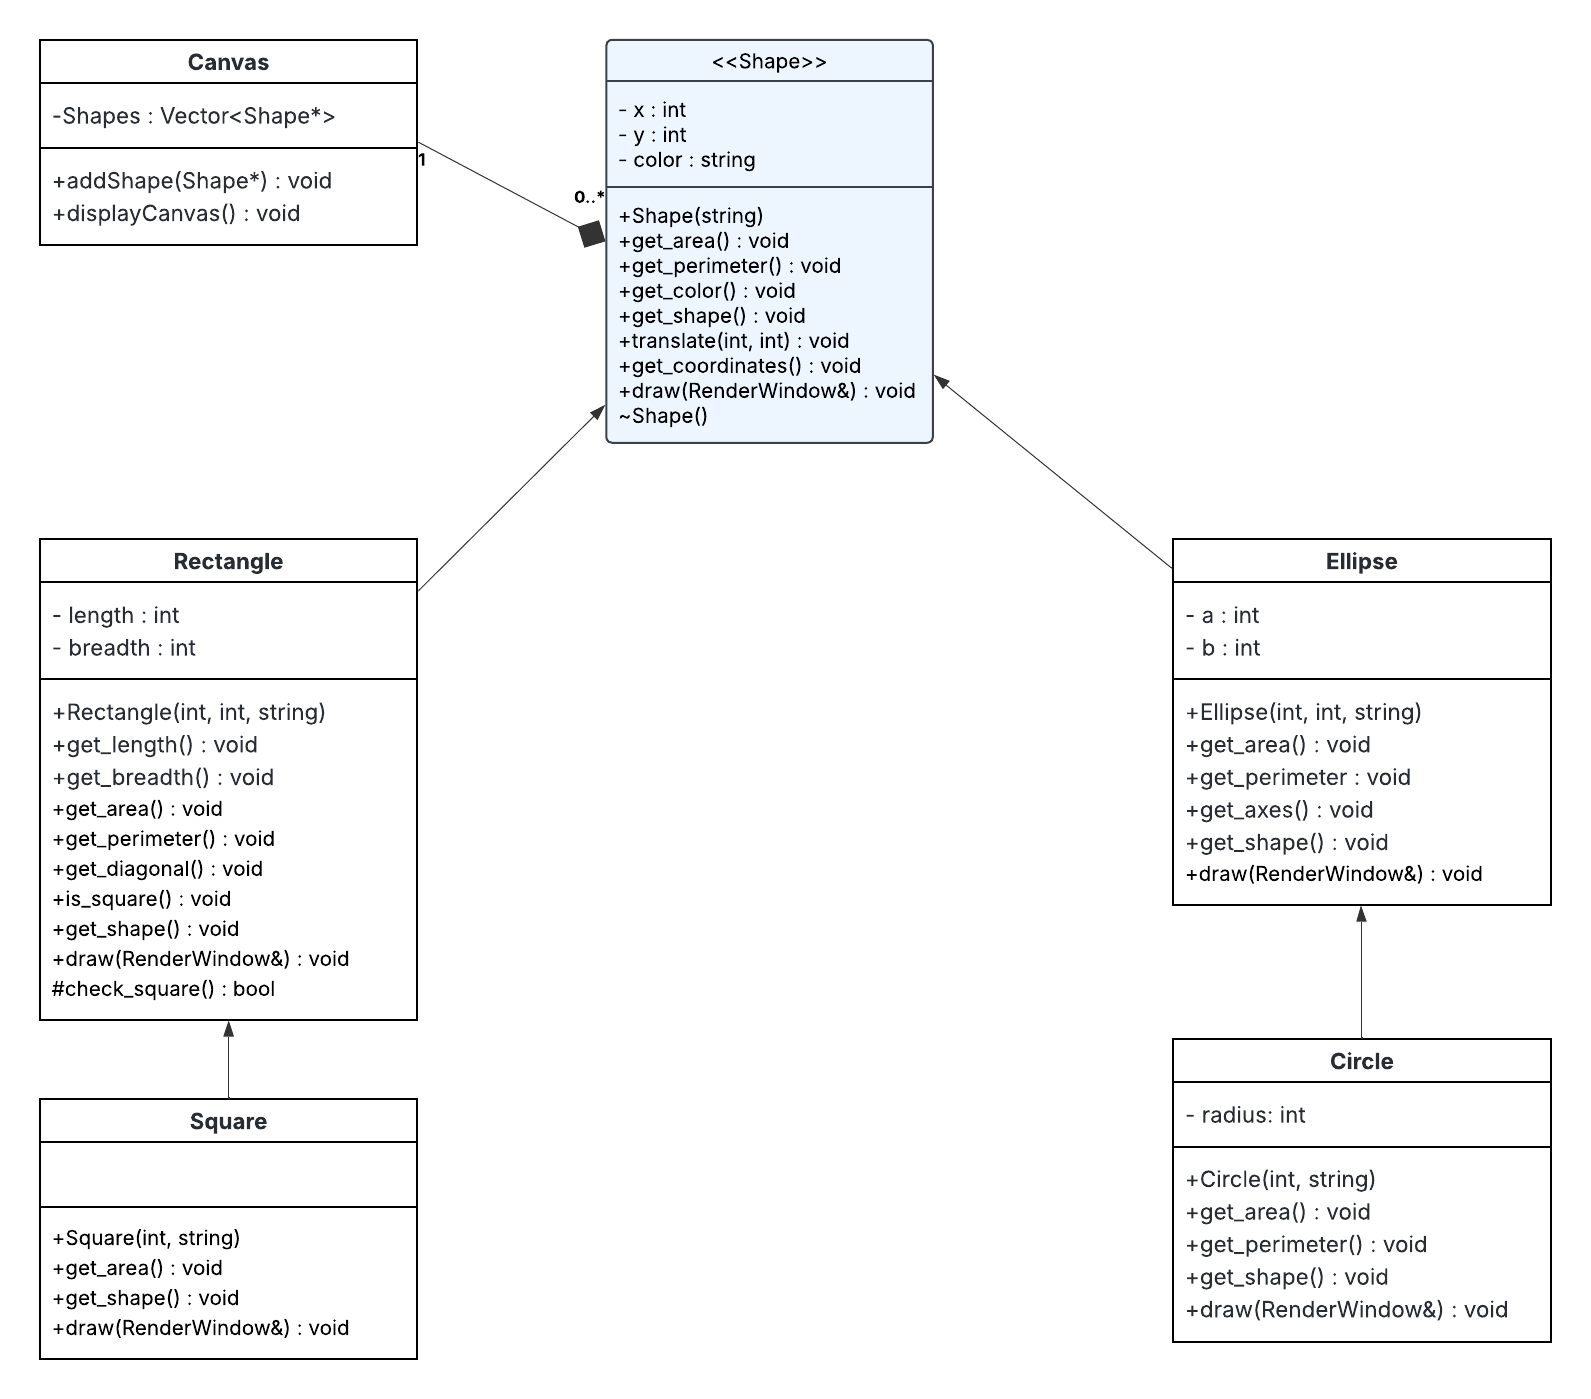 Canvas
-Shapes : Vector<Shape*>
+addShape(Shape*) : void
+displayCanvas() : void
1
0..*
<<Shape>>
- x : int
- y : int
- color : string
+Shape(string)
+get_area() : void
+get_perimeter() : void
+get_color() : void
+get_shape() : void
+translate(int, int) : void
+get_coordinates() : void
+draw(RenderWindow&) : void
~Shape()
Rectangle
- length : int
- breadth : int
+Rectangle(int, int, string)
+get_length() : void
+get_breadth() : void
+get_area() : void
+get_perimeter() : void
+get_diagonal() : void
+is_square() : void
+get_shape() : void
+draw(RenderWindow&) : void
#check_square() : bool
Ellipse
- a : int
- b : int
+Ellipse(int, int, string)
+get_area() : void
+get_perimeter : void
+get_axes() : void
+get_shape() : void
+draw(RenderWindow&) : void
Square
+Square(int, string)
+get_area() : void
+get_shape() : void
+draw(RenderWindow&) : void
Circle
- radius: int
+Circle(int, string)
+get_area() : void
+get_perimeter() : void
+get_shape() : void
+draw(RenderWindow&) : void